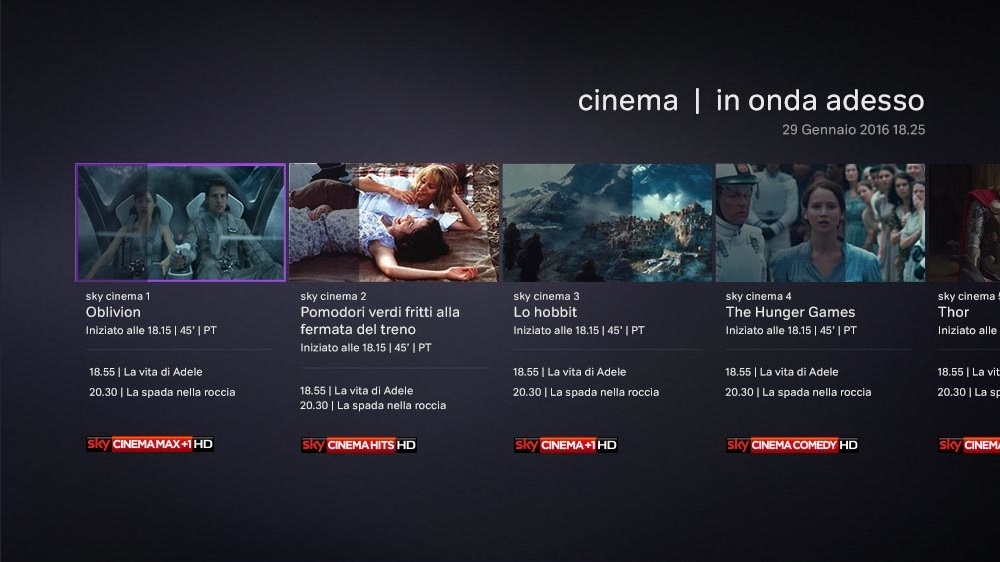 cinema | in onda adesso
29 Gennaio 2016 18.25
sky cinema 1
Oblivion
Iniziato alle 18.15 | 45' | PT
18.55 | La vita di Adele
20.30 | La spada nella roccia
sky CINEMA MAX +1 HD
sky cinema 2
Pomodori verdi fritti alla
fermata del treno
Iniziato alle 18.15 | 45' | PT
18.55 | La vita di Adele
20.30 | La spada nella roccia
sky CINEMA HITS HD
sky cinema 3
Lo hobbit
Iniziato alle 18.15 | 45' | PT
18.55 | La vita di Adele
20.30 | La spada nella roccia
sky CINEMA +1 HD
sky cinema 4
The Hunger Games
Iniziato alle 18.15 | 45' | PT
18.55 | La vita di Adele
20.30 | La spada nella roccia
sky CINEMA COMEDY HD
sky cinema
Thor
Iniziato alle
18.55 | La vit
20.30 | La sp
sky CINEM